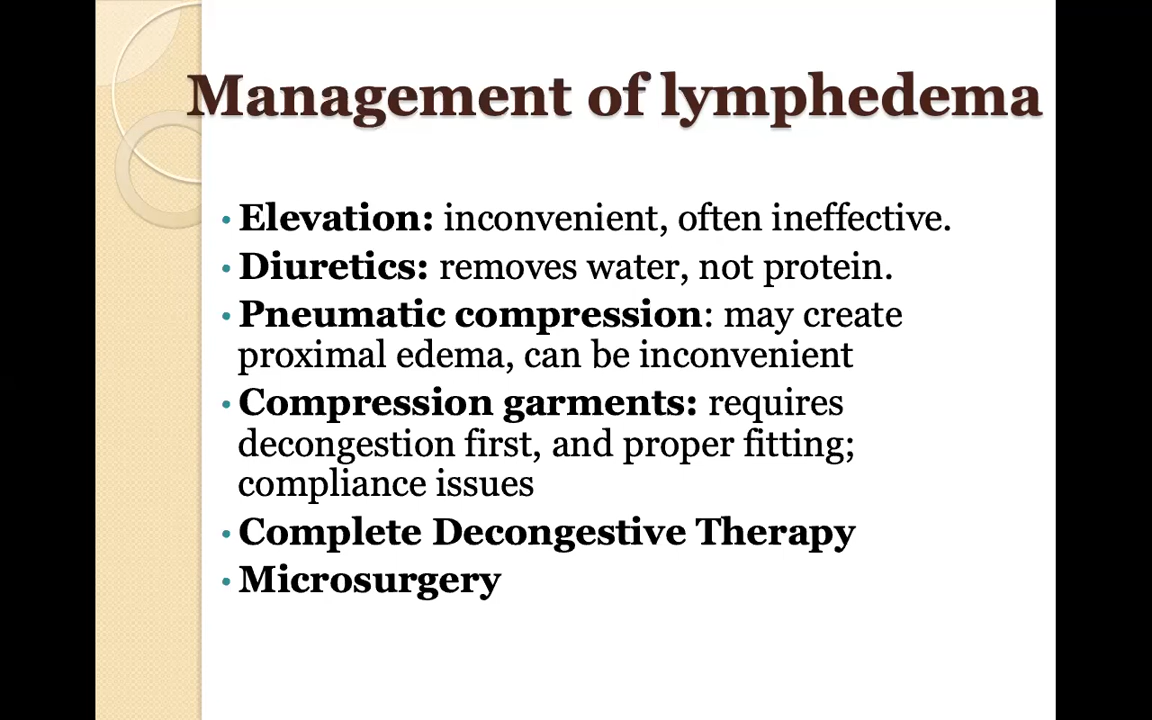 Management of lymphedema
• Elevation: inconvenient, often ineffective.
• Diuretics: removes water, not protein.
• Pneumatic compression: may create
proximal edema, can be inconvenient
• Compression garments: requires
decongestion first, and proper fitting;
compliance issues
• Complete Decongestive Therapy
• Microsurgery